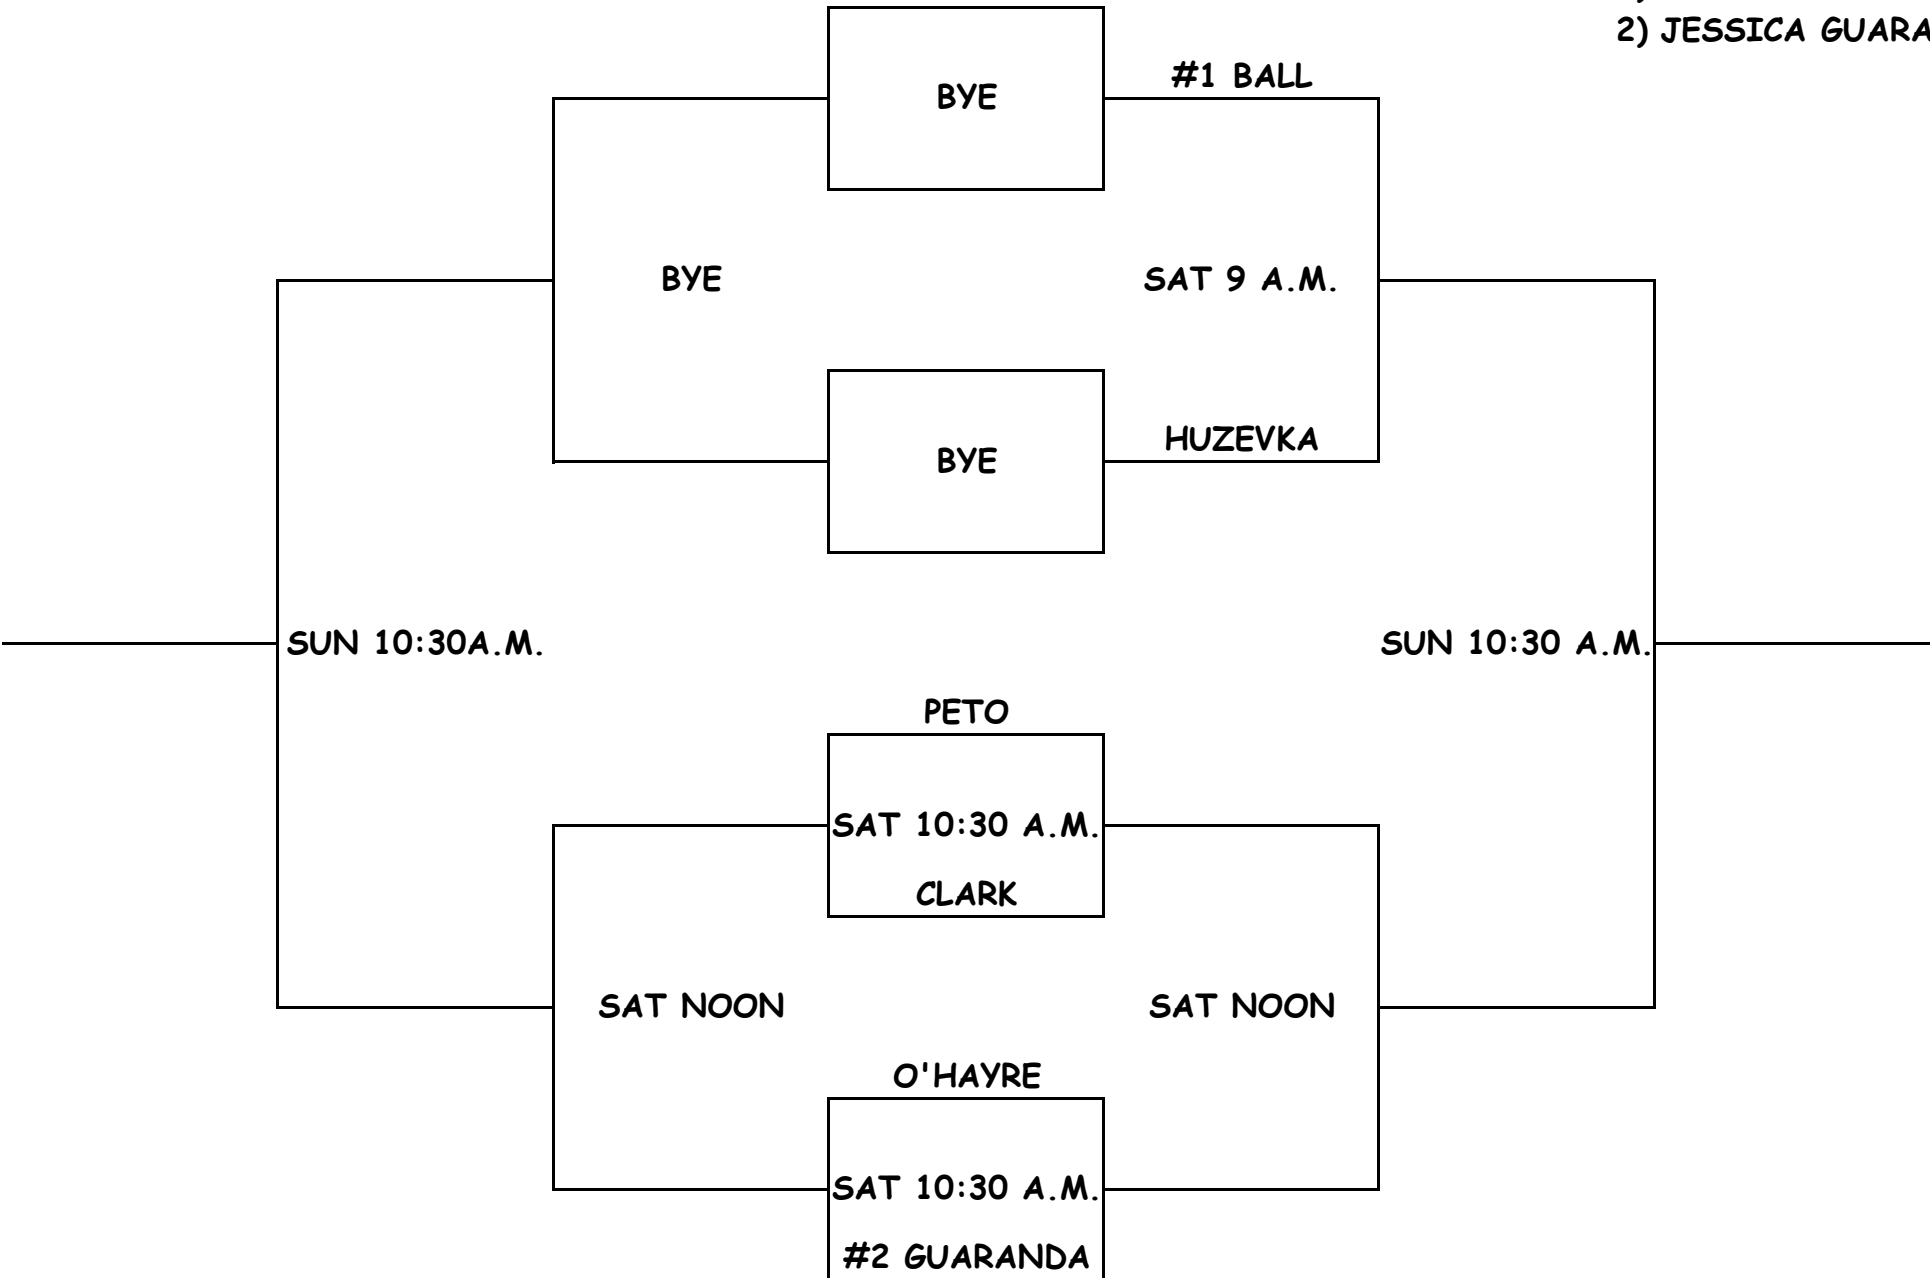 2) JESSICA GUARA
#1 BALL
BYE
BYE
SAT 9 A.M.
HUZEVKA
BYE
SUN 10:30A.M.
SUN 10:30 A.M.
PETO
SAT 10:30 A.M.
CLARK
SAT NOON
SAT NOON
O'HAYRE
SAT 10:30 A.M.
#2 GUARANDA